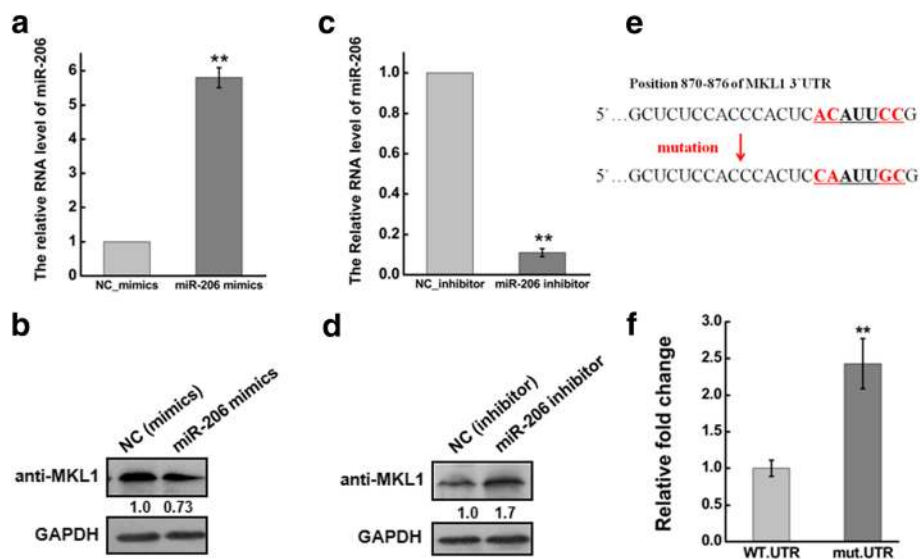 a
The relative RNA level of miR-206
6
5
4
3
2
1
0
**
NC_mimics
miR-206 mimics
b
NC (mimics)
miR-206 mimics
anti-MKL1
1.0 0.73
GAPDH
c
The Relative RNA level of miR-206
1.0
0.8
0.6
0.4
0.2
0.0
**
NC_inhibitor
miR-206 inhibitor
d
NC (inhibitor)
miR-206 inhibitor
anti-MKL1
1.0 1.7
GAPDH
e
Position 870-876 of MKL1 3`UTR
5` ...GCUCUCCACCCACUCACAUUCCG
mutation
5` ...GCUCUCCACCCACUCCAAUUGCG
f
Relative fold change
3.0
2.5
2.0
1.5
1.0
0.5
0.0
**
WT.UTR
mut.UTR